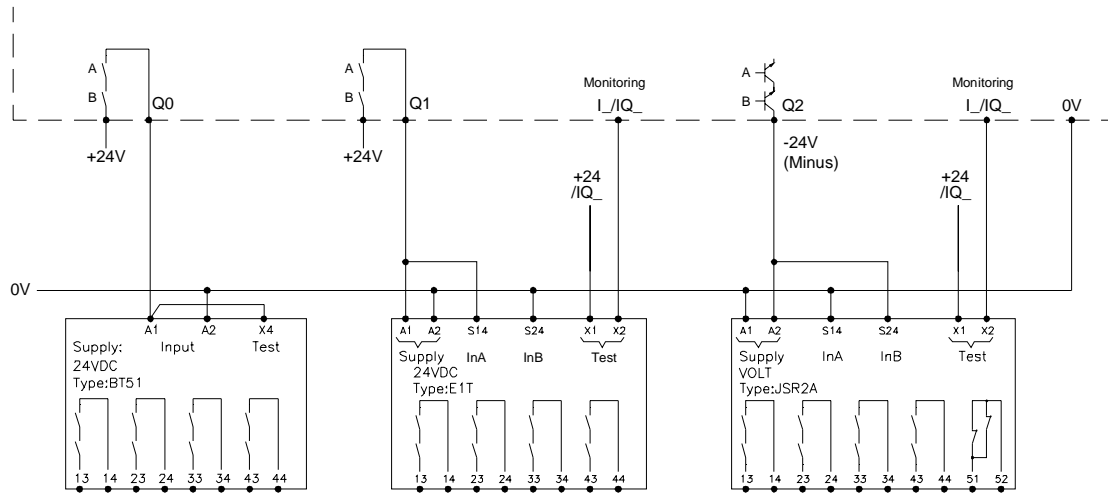 A
B
Q0
+24V
A
B
Q1
+24V
Monitoring
I_/IQ_
A
B
Q2
-24V
(Minus)
Monitoring
I_/IQ_
0V
+24
/IQ_
+24
/IQ_
0V
A1 A2 X4
Supply: Input Test
24VDC
Type:BT51
13 14 23 24 33 34 43 44
A1 A2 S14 S24 X1 X2
Supply InA InB Test
24VDC
Type:E1T
13 14 23 24 33 34 43 44
A1 A2 S14 S24 X1 X2
Supply InA InB Test
VOLT
Type:JSR2A
13 14 23 24 33 34 43 44 51 52